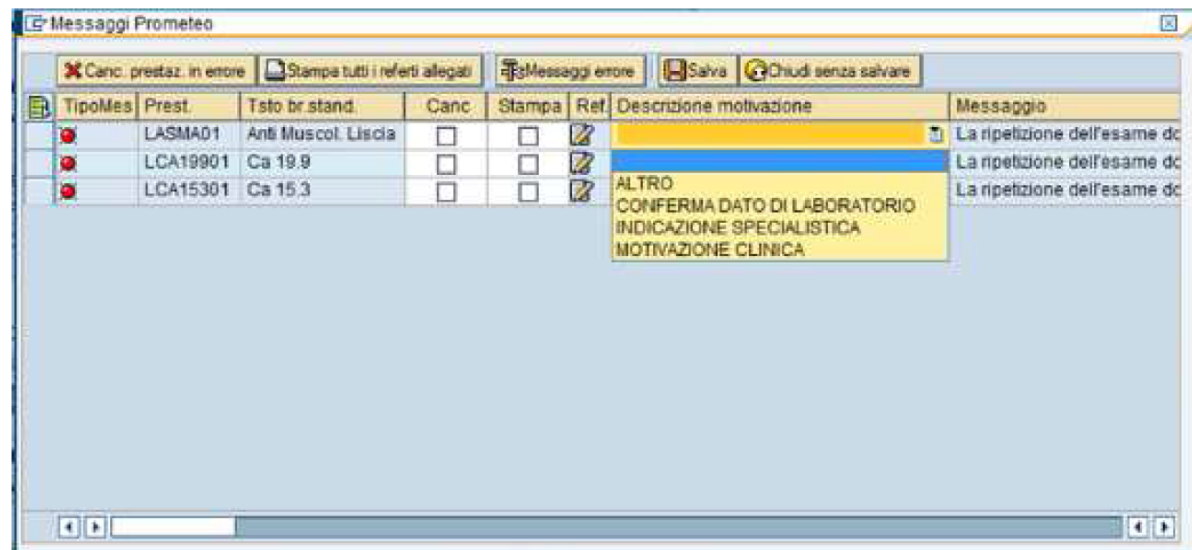 Messaggi Prometeo
Canc. prestaz. in errore Stampa tutti i referti allegati Messaggi errore Salva Chiudi senza salvare
TipoMes Prest. Tsto br.stand. Canc Stampa Ref. Descrizione motivazione Messaggio
LASMA01 Anti Muscol. Liscia La ripetizione dell'esame do
LCA19901 Ca 19.9 La ripetizione dell'esame do
LCA15301 Ca 15.3 ALTRO La ripetizione dell'esame do
CONFERMA DATO DI LABORATORIO
INDICAZIONE SPECIALISTICA
MOTIVAZIONE CLINICA